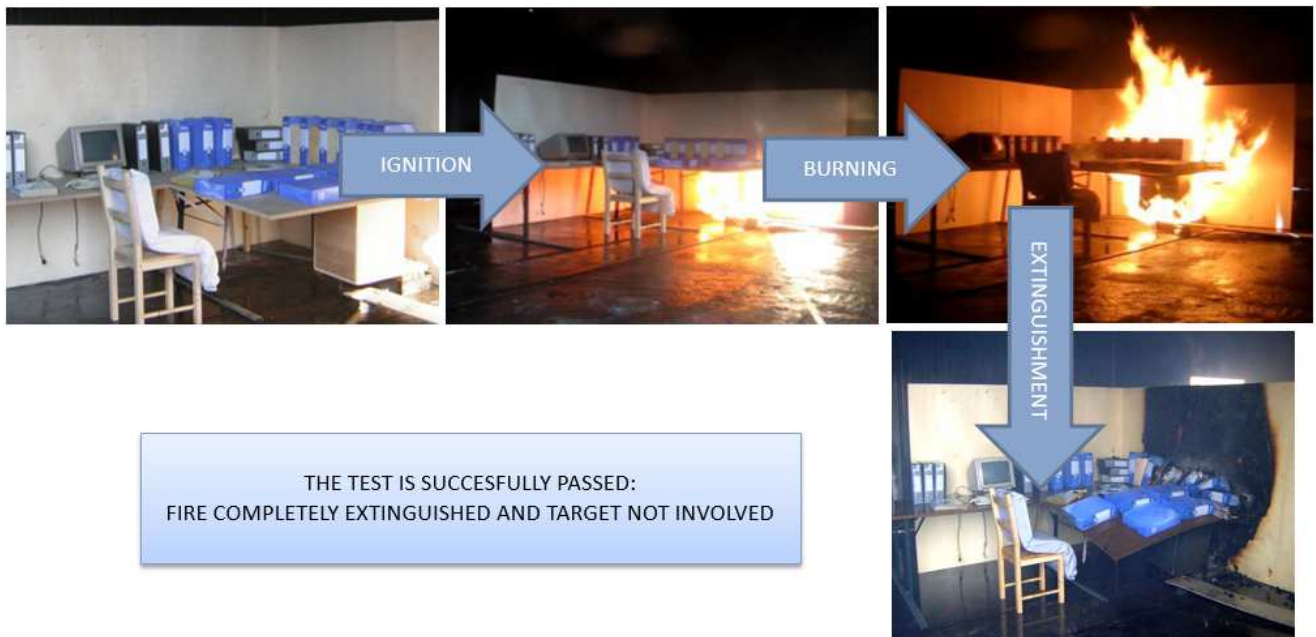 IGNITION
BURNING
EXTINGUISHMENT
THE TEST IS SUCCESFULLY PASSED:
FIRE COMPLETELY EXTINGUISHED AND TARGET NOT INVOLVED